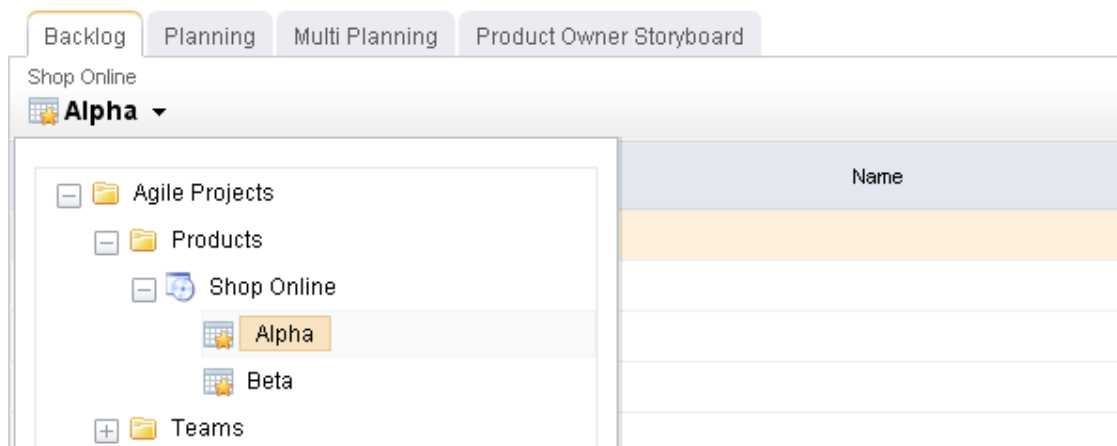 Backlog Planning Multi Planning Product Owner Storyboard
Shop Online
Alpha
Name
Agile Projects
Products
Shop Online
Alpha
Beta
Teams